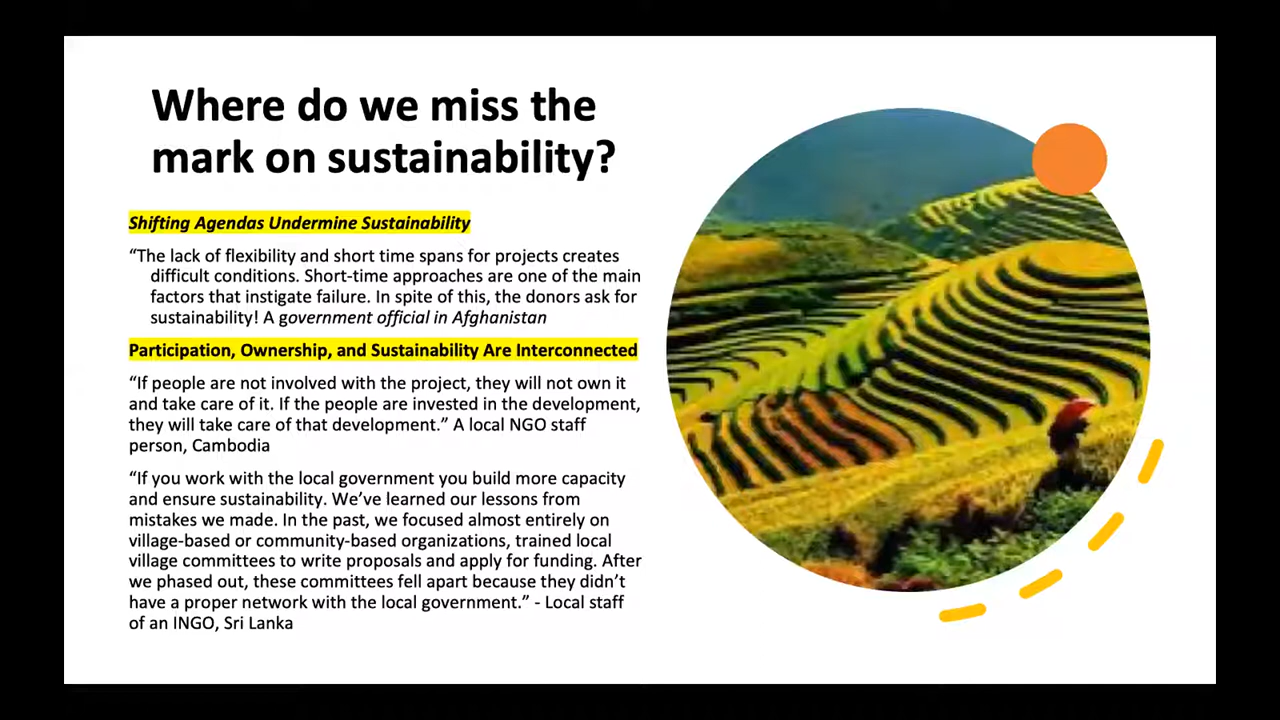 Where do we miss the
mark on sustainability?
Shifting Agendas Undermine Sustainability
“The lack of flexibility and short time spans for projects creates
difficult conditions. Short-time approaches are one of the main
factors that instigate failure. In spite of this, the donors ask for
sustainability! A government official in Afghanistan
Participation, Ownership, and Sustainability Are Interconnected
“If people are not involved with the project, they will not own it
and take care of it. If the people are invested in the development,
they will take care of that development.” A local NGO staff
person, Cambodia
“If you work with the local government you build more capacity
and ensure sustainability. We’ve learned our lessons from
mistakes we made. In the past, we focused almost entirely on
village-based or community-based organizations, trained local
village committees to write proposals and apply for funding. After
we phased out, these committees fell apart because they didn’t
have a proper network with the local government.” - Local staff
of an INGO, Sri Lanka